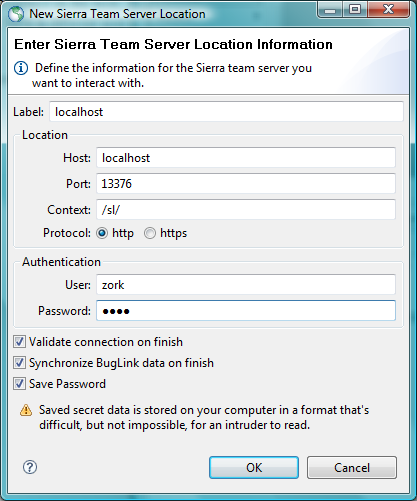 New Sierra Team Server Location
Enter Sierra Team Server Location Information
Define the information for the Sierra team server you
want to interact with.
Label: localhost
Location
Host: localhost
Port: 13376
Context: /sl/
Protocol: http https
Authentication
User: zork
Password: ●●●●
Validate connection on finish
Synchronize BugLink data on finish
Save Password
Saved secret data is stored on your computer in a format that's
difficult, but not impossible, for an intruder to read.
? OK Cancel